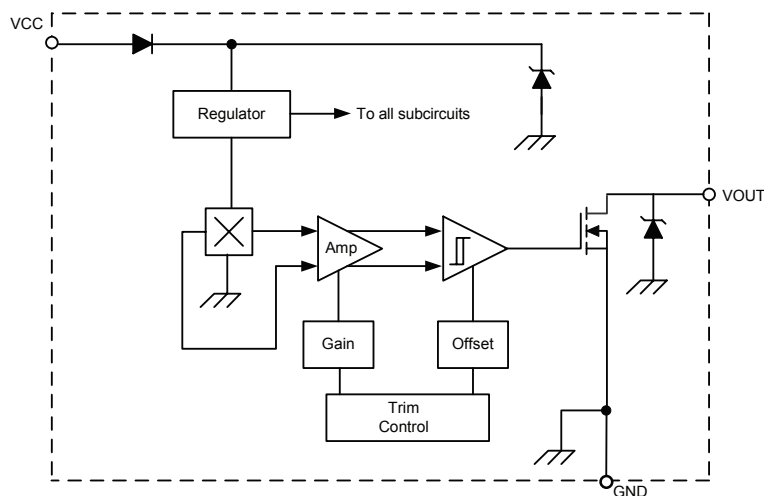 VCC
Regulator
To all subcircuits
VOUT
Amp
Gain
Offset
Trim
Control
GND